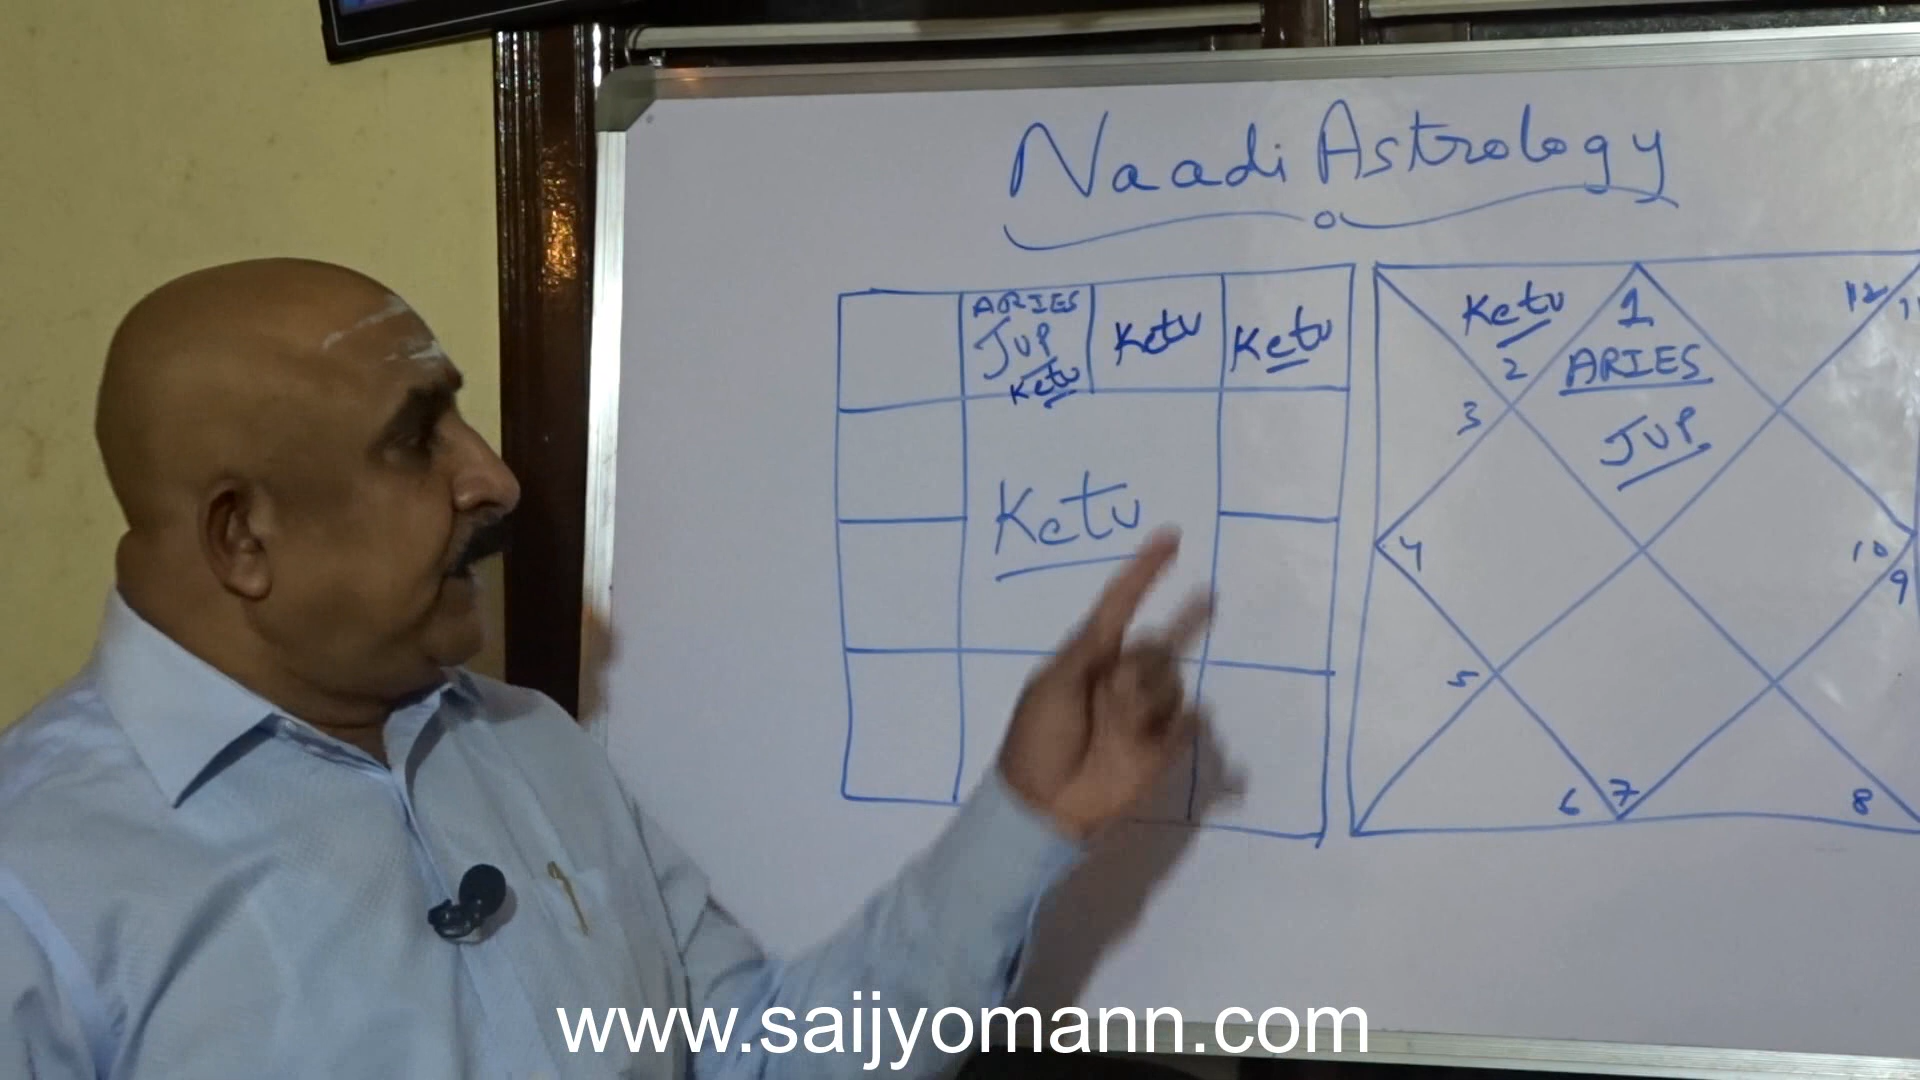 Naadi Astrology
ARIES
JUP
Ketu
Ketu
Ketu
Ketu
Ketu
1
12
11
2
ARIES
3
JUP
4
10
9
5
6
7
8
www.saijyomann.com